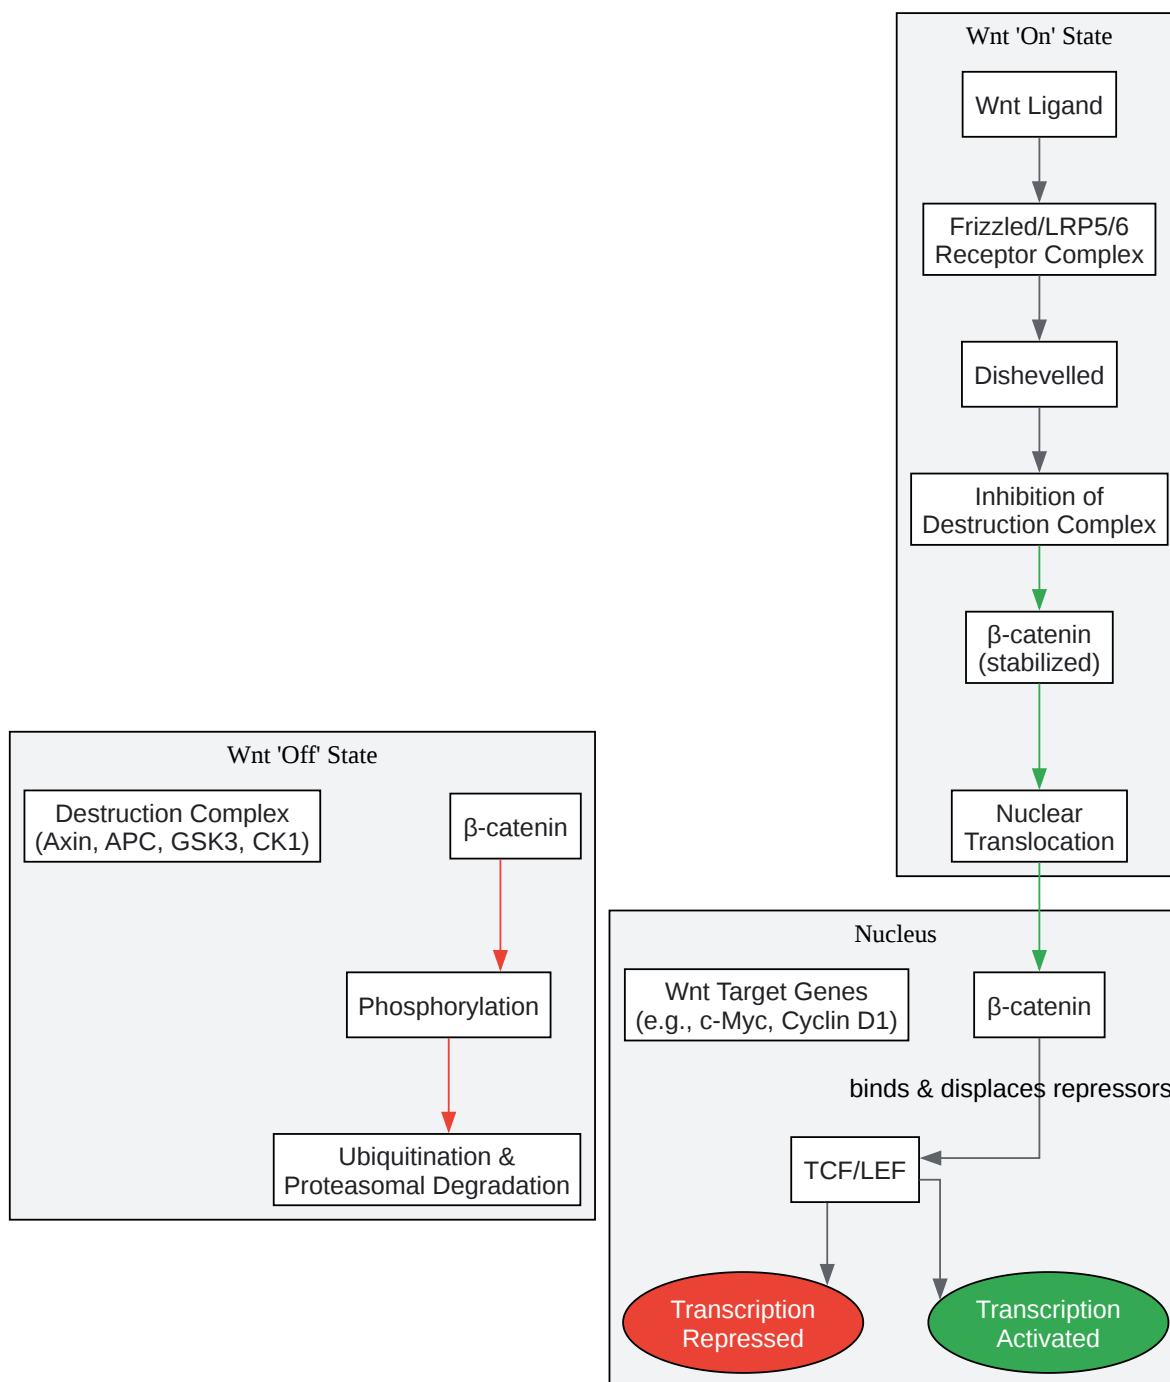 Wnt 'On' State
Wnt Ligand
Frizzled/LRP5/6
Receptor Complex
Dishevelled
Inhibition of
Destruction Complex
β-catenin
(stabilized)
Nuclear
Translocation
Wnt 'Off' State
Destruction Complex
(Axin, APC, GSK3, CK1)
β-catenin
Phosphorylation
Ubiquitination &
Proteasomal Degradation
Nucleus
Wnt Target Genes
(e.g., c-Myc, Cyclin D1)
β-catenin
binds & displaces repressors
TCF/LEF
Transcription
Repressed
Transcription
Activated